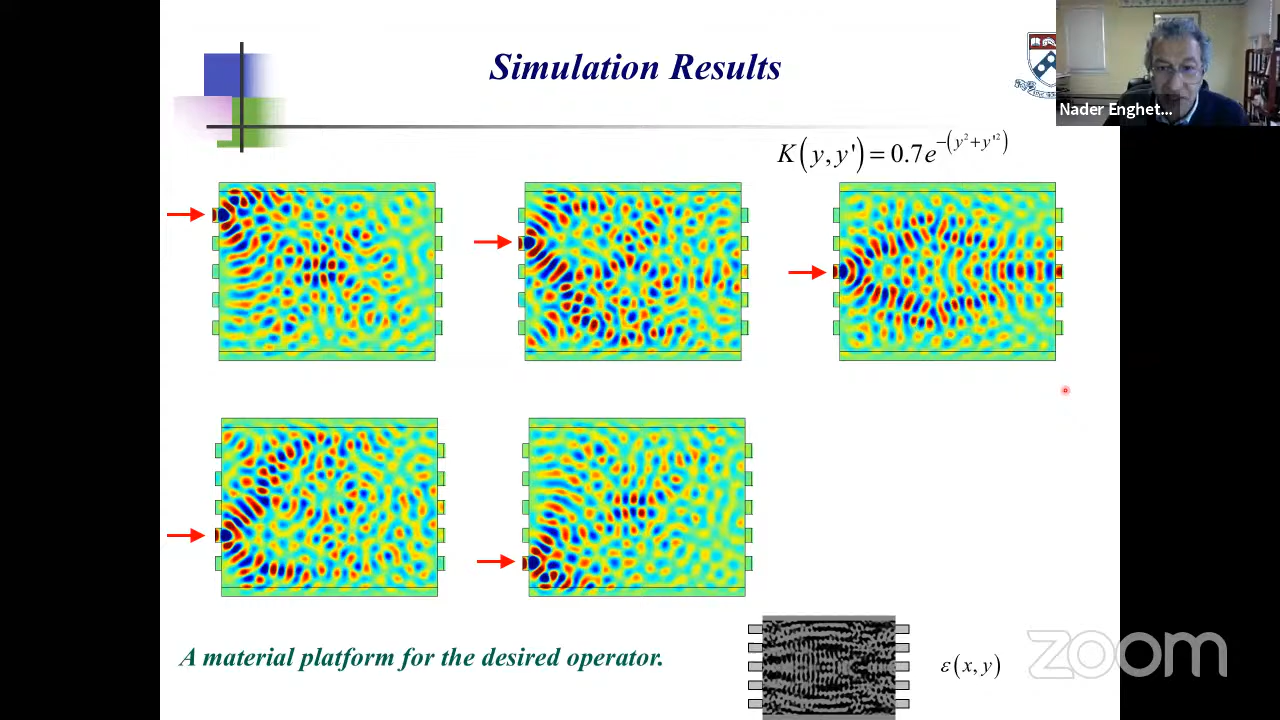 Simulation Results
Nader Enghet...
K(y, y') = 0.7e^{-(y^2+y'^2)}
A material platform for the desired operator.
ε(x, y)
zoom